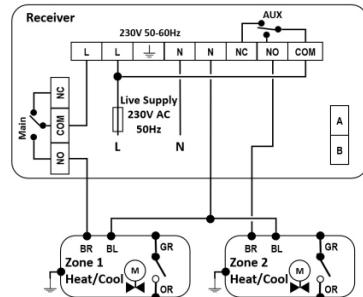 Receiver
AUX
230V 50-60Hz
L L N N NC NO COM
NC
COM
NO
Main
Live Supply
230V AC
50Hz
L N
A
B
BR BL GR
Zone 1
Heat/Cool
M
OR
BR BL GR
Zone 2
Heat/Cool
M
OR